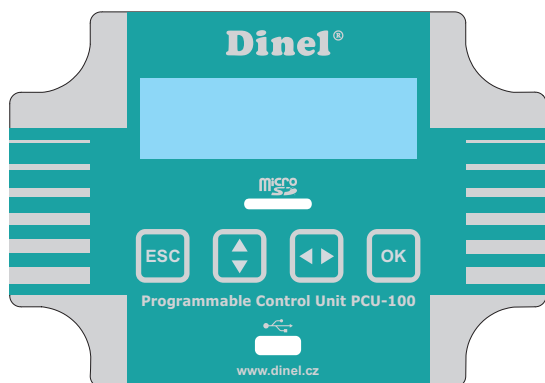 Dinel®
micro SD
ESC OK
Programmable Control Unit PCU-100
www.dinel.cz